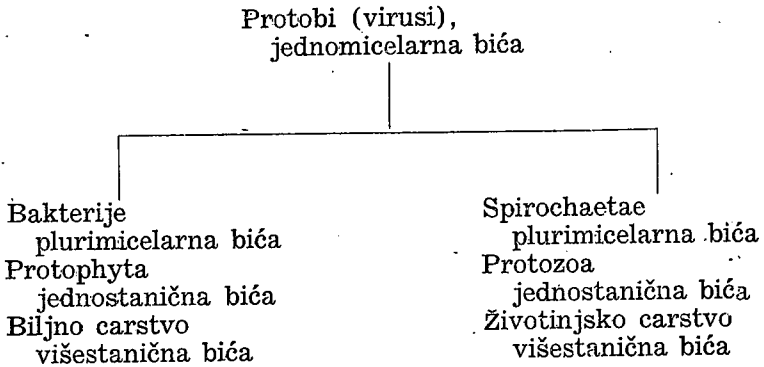 Protobi (virusi),
jednomicelarna bića
Bakterije
plurimicelarna bića
Protophyta
jednostanična bića
Biljno carstvo
višestanična bića
Spirochaetae
plurimicelarna bića
Protozoa
jednostanična bića
Životinjsko carstvo
višestanična bića